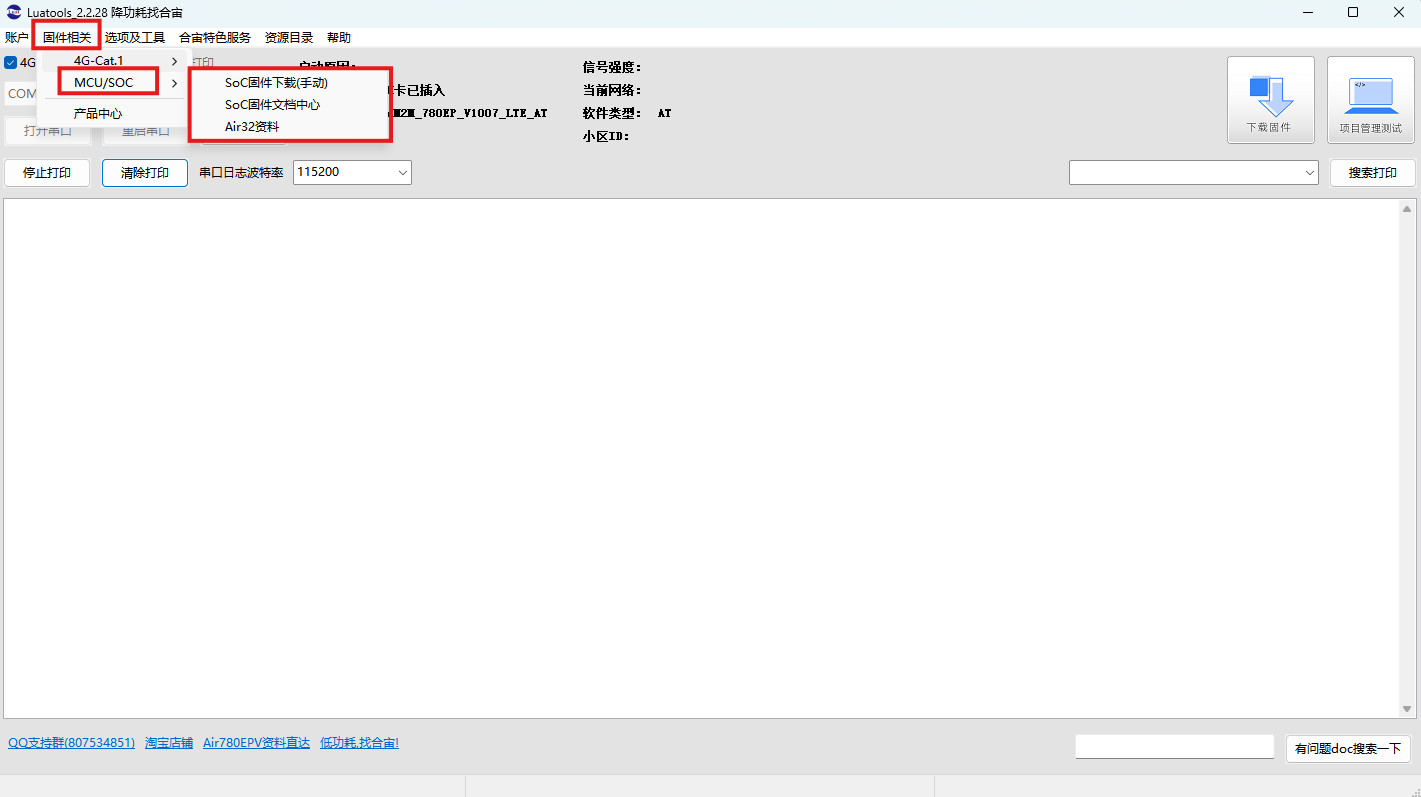 Luatools_2.2.28 降功耗找合宙
账户 固件相关 选项及工具 合宙特色服务 资源目录 帮助
4G
4G-Cat.1
打印
启动原因:
信号强度:
MCU/SOC
SoC固件下载(手动)
COM
卡已插入
当前网络:
SoC固件文档中心
产品中心
M2M_780EP_V1007_LTE_AT
软件类型: AT
Air32资料
打开串口 重启串口
小区ID:
下载固件
项目管理测试
停止打印 清除打印 串口日志波特率 115200
搜索打印
QQ支持群(807534851) 淘宝店铺 Air780EPV资料直达 低功耗,找合宙!
有问题doc搜索一下